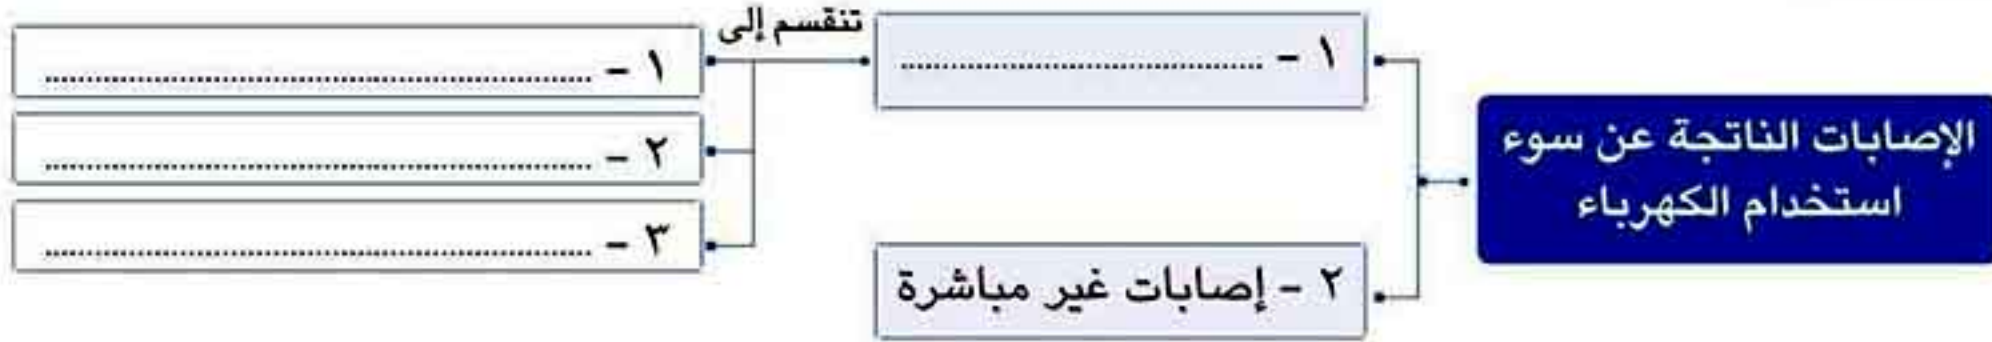 الإصابات الناتجة عن سوء
استخدام الكهرباء
١ - ........................................
تنقسم إلى
١ - ............................................................
٢ - ............................................................
٣ - ............................................................
٢ - إصابات غير مباشرة